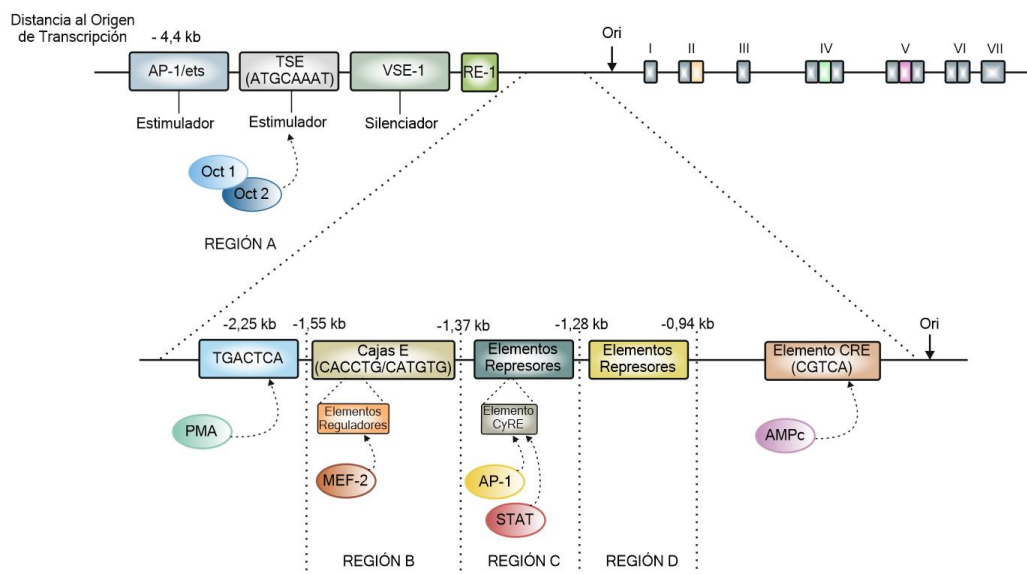 Distancia al Origen
de Transcripción
- 4,4 kb
Ori
I
II
III
IV
V
VI
VII
AP-1/ets
TSE
(ATGCAAAT)
VSE-1
RE-1
Estimulador
Estimulador
Silenciador
Oct 1
Oct 2
REGIÓN A
-2,25 kb
-1,55 kb
-1,37 kb
-1,28 kb
-0,94 kb
Ori
TGACTCA
Cajas E
(CACCTG/CATGTG)
Elementos
Represores
Elementos
Represores
Elemento CRE
(CGTCA)
Elementos
Reguladores
Elemento
CyRE
PMA
AMPc
MEF-2
AP-1
STAT
REGIÓN B
REGIÓN C
REGIÓN D